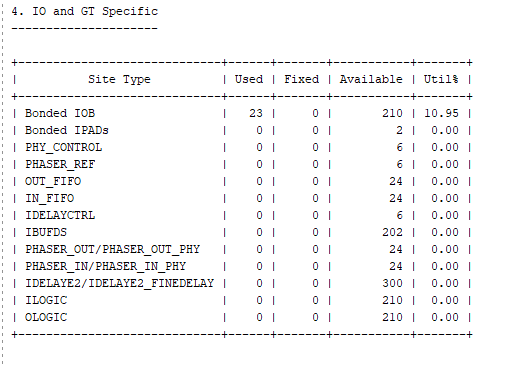 4. IO and GT Specific
---------------------
+-----------------------------+------+-------+-----------+-------+
|          Site Type          | Used | Fixed | Available | Util% |
+-----------------------------+------+-------+-----------+-------+
| Bonded IOB                  |   23 |     0 |       210 | 10.95 |
| Bonded IPADs                |    0 |     0 |         2 |  0.00 |
| PHY_CONTROL                 |    0 |     0 |         6 |  0.00 |
| PHASER_REF                  |    0 |     0 |         6 |  0.00 |
| OUT_FIFO                    |    0 |     0 |        24 |  0.00 |
| IN_FIFO                     |    0 |     0 |        24 |  0.00 |
| IDELAYCTRL                  |    0 |     0 |         6 |  0.00 |
| IBUFDS                      |    0 |     0 |       202 |  0.00 |
| PHASER_OUT/PHASER_OUT_PHY   |    0 |     0 |        24 |  0.00 |
| PHASER_IN/PHASER_IN_PHY     |    0 |     0 |        24 |  0.00 |
| IDELAYE2/IDELAYE2_FINEDELAY |    0 |     0 |       300 |  0.00 |
| ILOGIC                      |    0 |     0 |       210 |  0.00 |
| OLOGIC                      |    0 |     0 |       210 |  0.00 |
+-----------------------------+------+-------+-----------+-------+